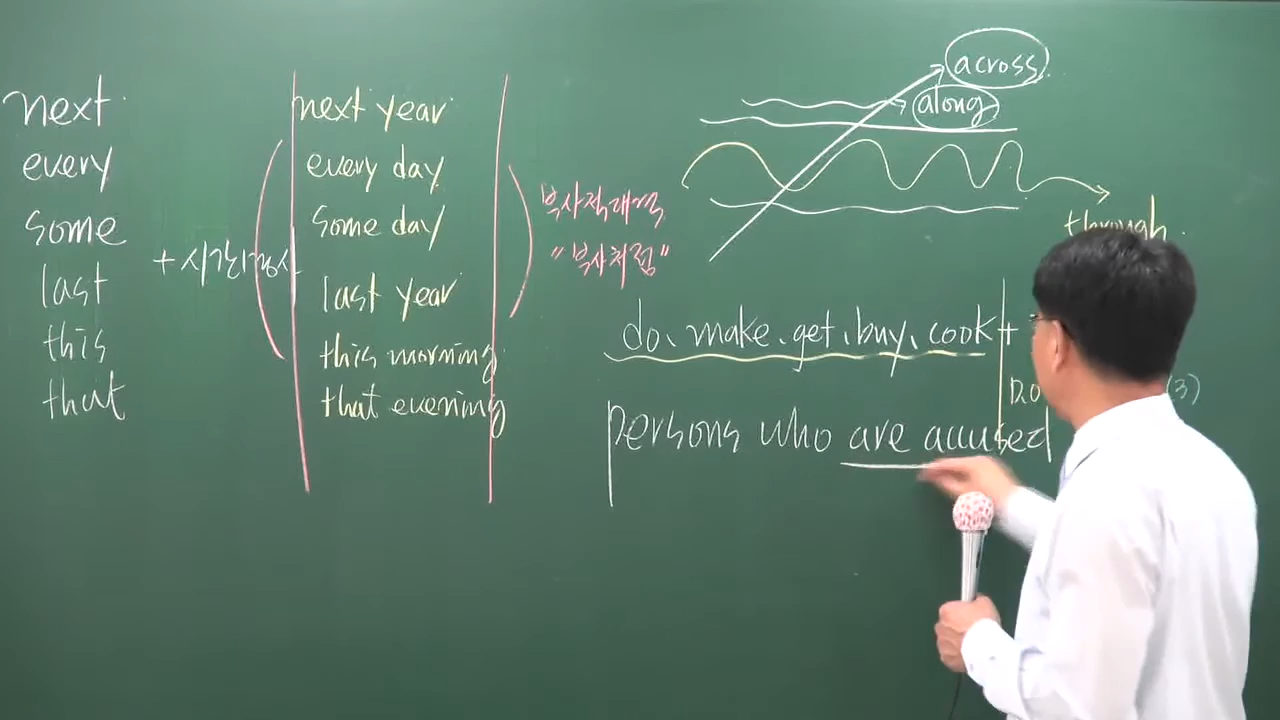 next
every
some
last
this
that
+ 시간명사
next year
every day
some day
last year
this morning
that evening
부사적대격
"부사처럼"
across
along
through
do, make, get, buy, cook +
D.O (3)
persons who are accused